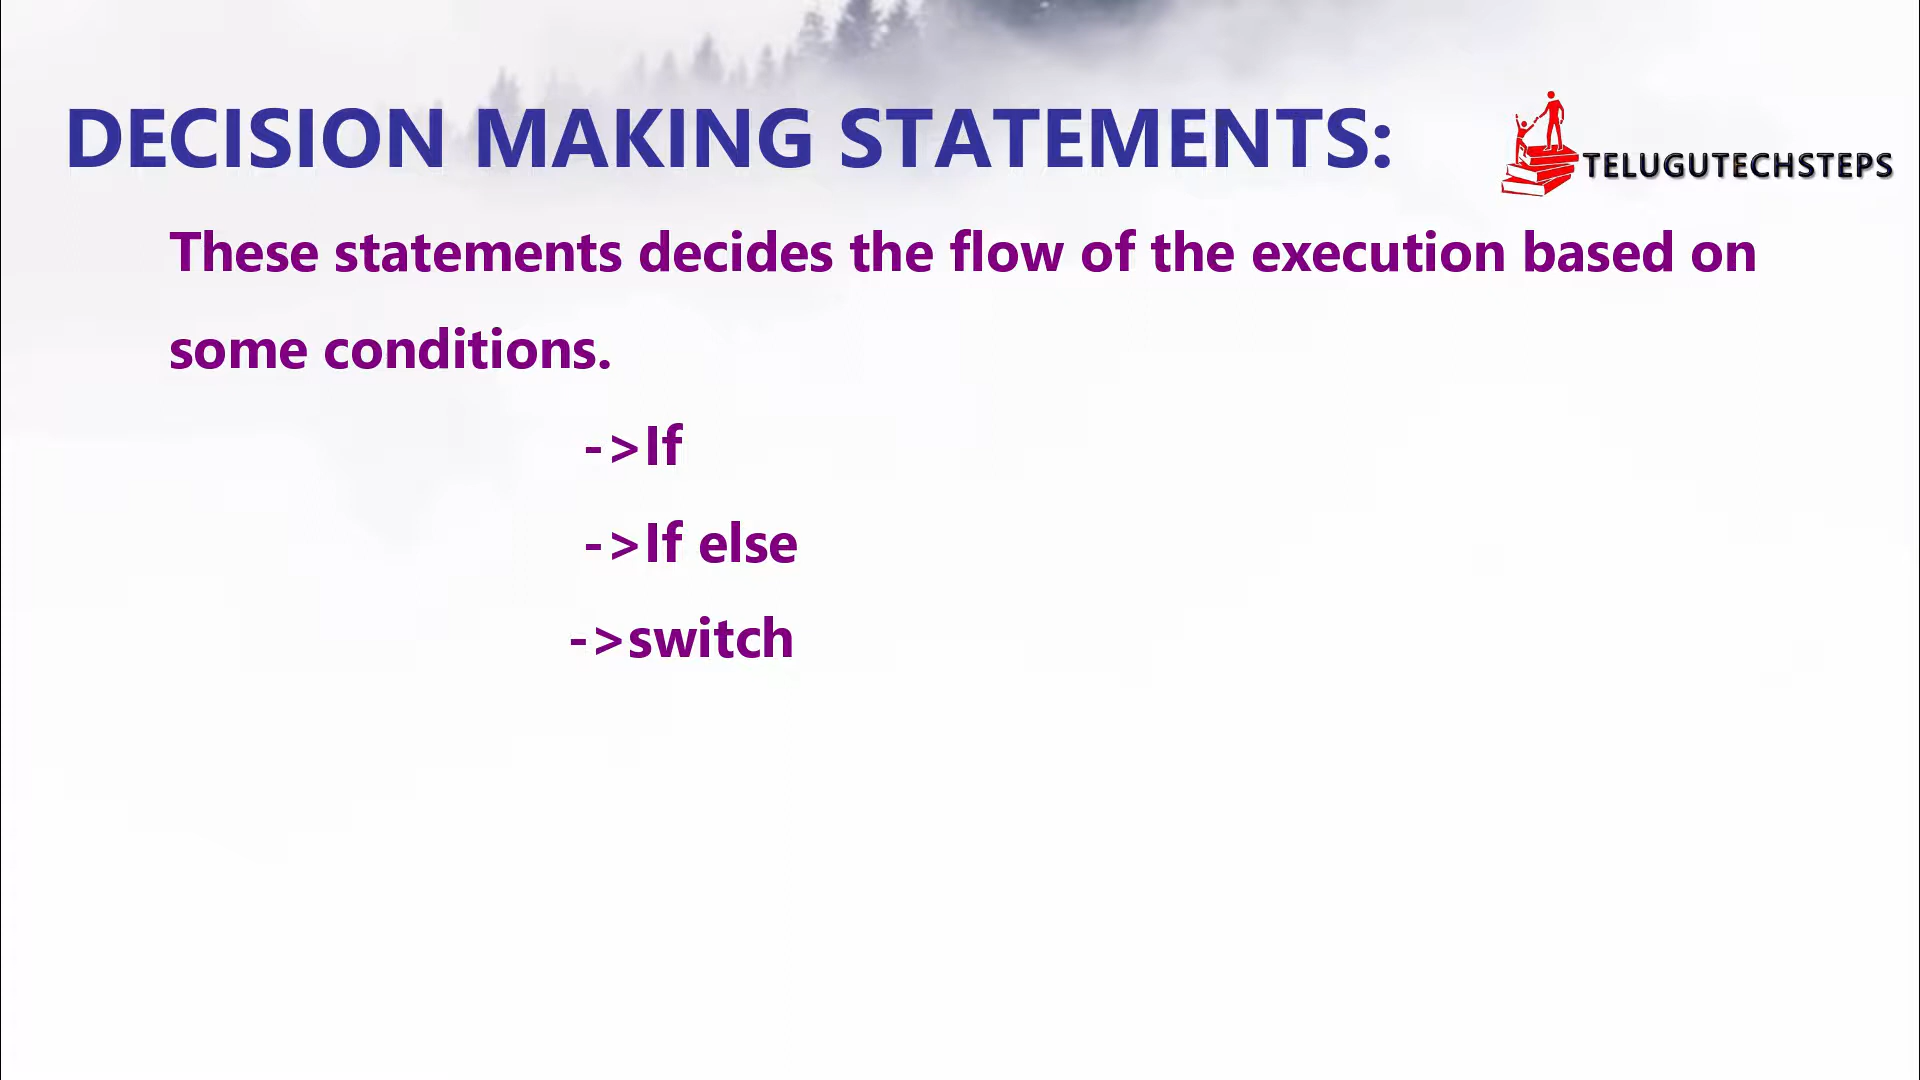 DECISION MAKING STATEMENTS:
TELUGUTECHSTEPS
These statements decides the flow of the execution based on
some conditions.
->If
->If else
->switch